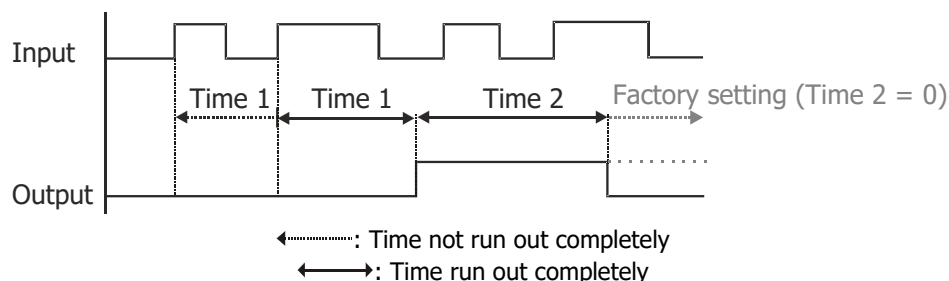 Input
Time 1 Time 1 Time 2 Factory setting (Time 2 = 0)
Output
: Time not run out completely
: Time run out completely